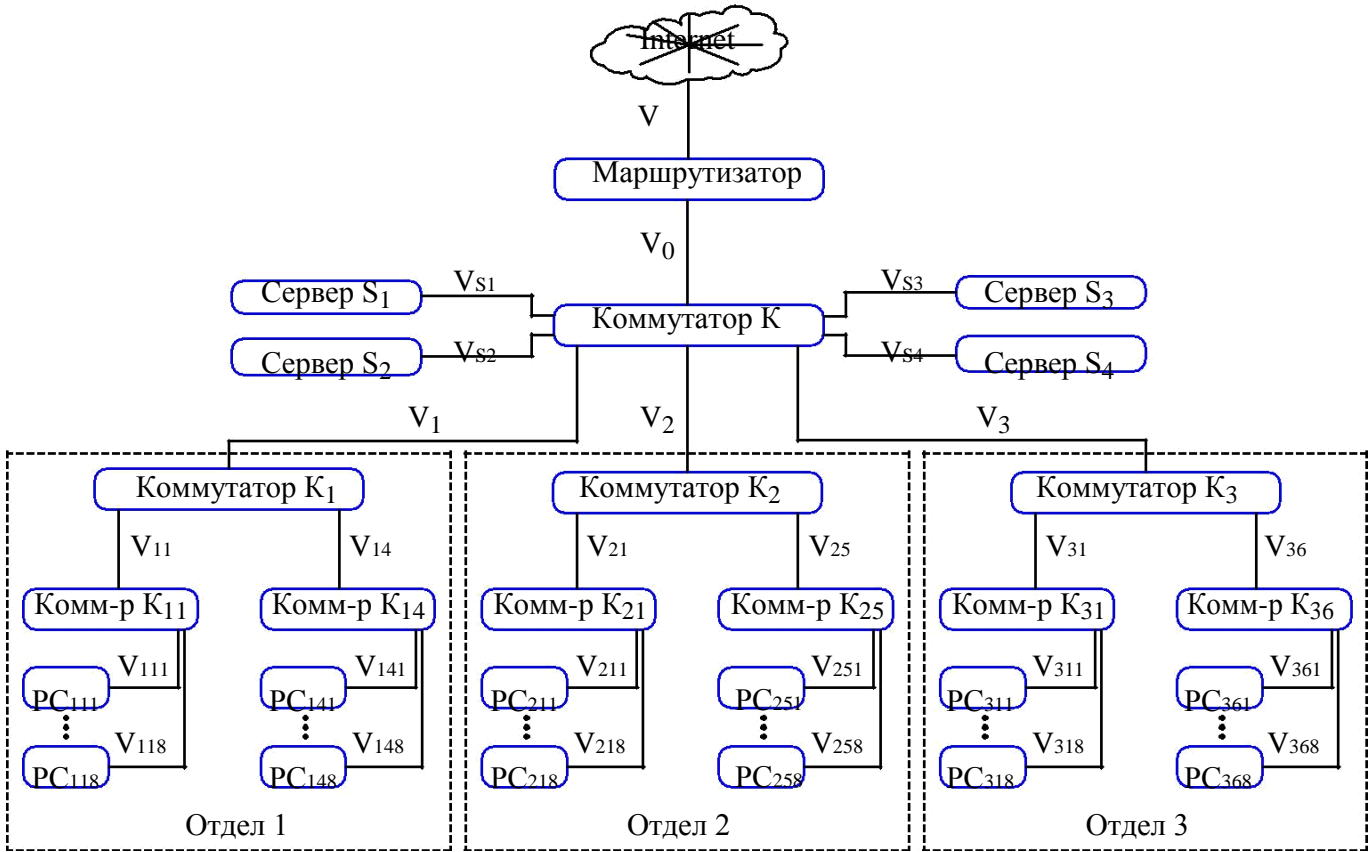 Internet
V
Маршрутизатор
V0
Сервер S1 VS1 VS3 Сервер S3
Коммутатор К
Сервер S2 VS2 VS4 Сервер S4
V1 V2 V3
Коммутатор К1 Коммутатор К2 Коммутатор К3
V11 V14 V21 V25 V31 V36
Комм-р К11 Комм-р К14 Комм-р К21 Комм-р К25 Комм-р К31 Комм-р К36
V111 V141 V211 V251 V311 V361
PC111 PC141 PC211 PC251 PC311 PC361
V118 V148 V218 V258 V318 V368
PC118 PC148 PC218 PC258 PC318 PC368
Отдел 1 Отдел 2 Отдел 3